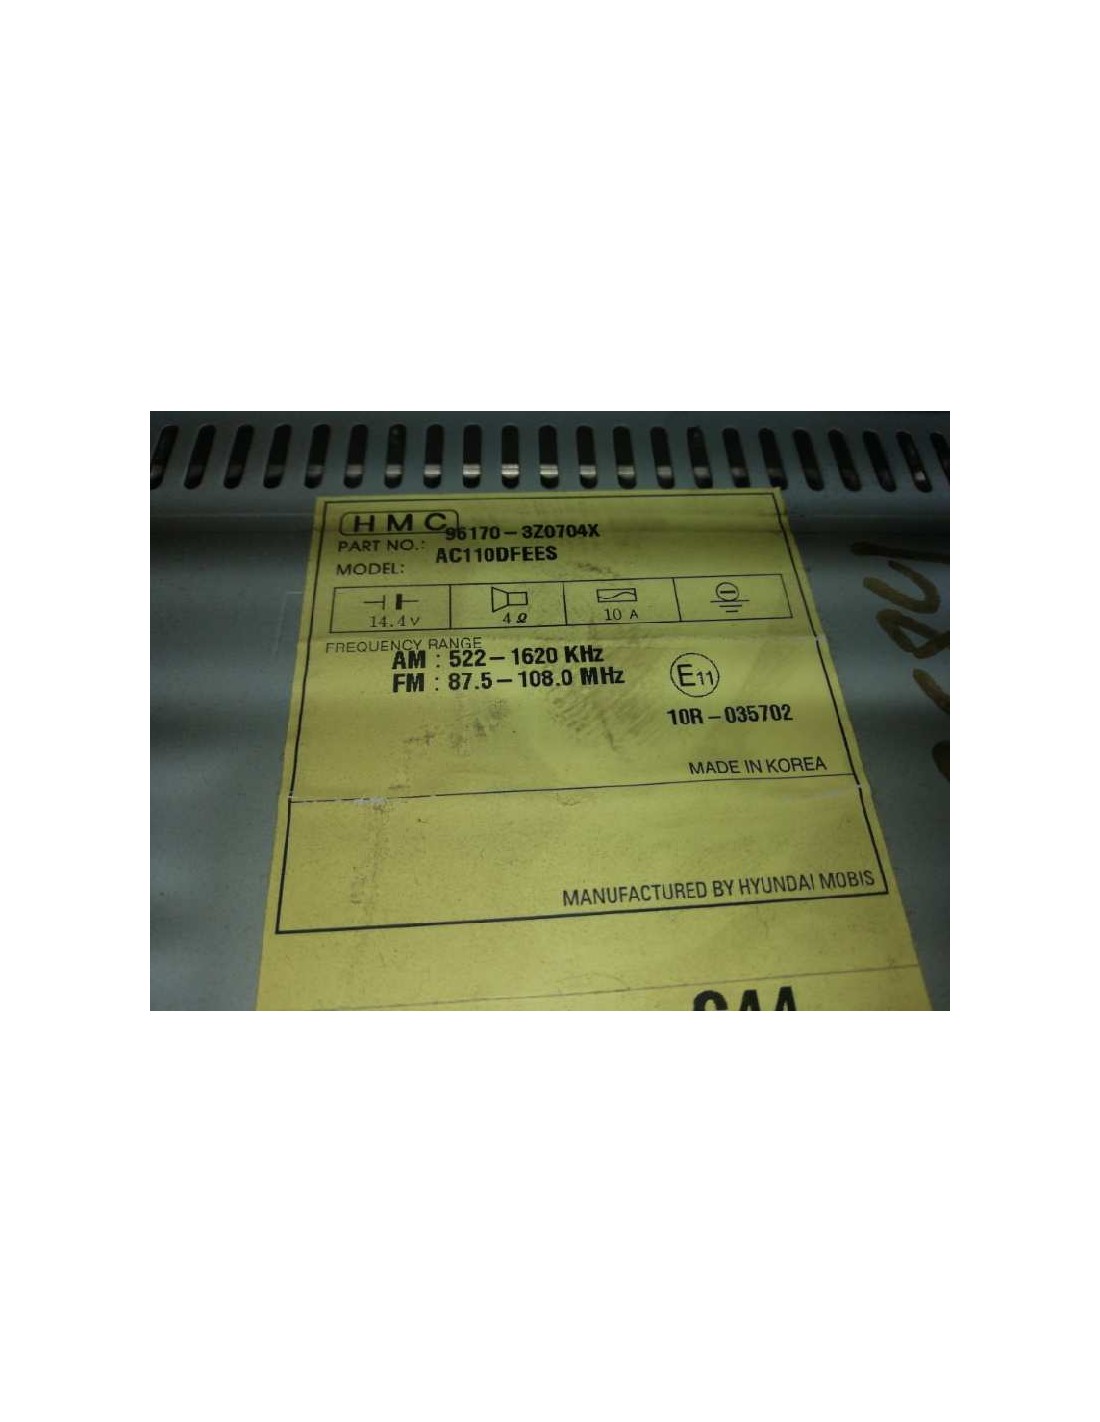 HMC
PART NO.: 96170-3Z0704X
MODEL: AC110DFEES
14.4V 4Ω 10 A
FREQUENCY RANGE
AM : 522-1620 KHz
FM : 87.5-108.0 MHz
E11
10R-035702
MADE IN KOREA
MANUFACTURED BY HYUNDAI MOBIS